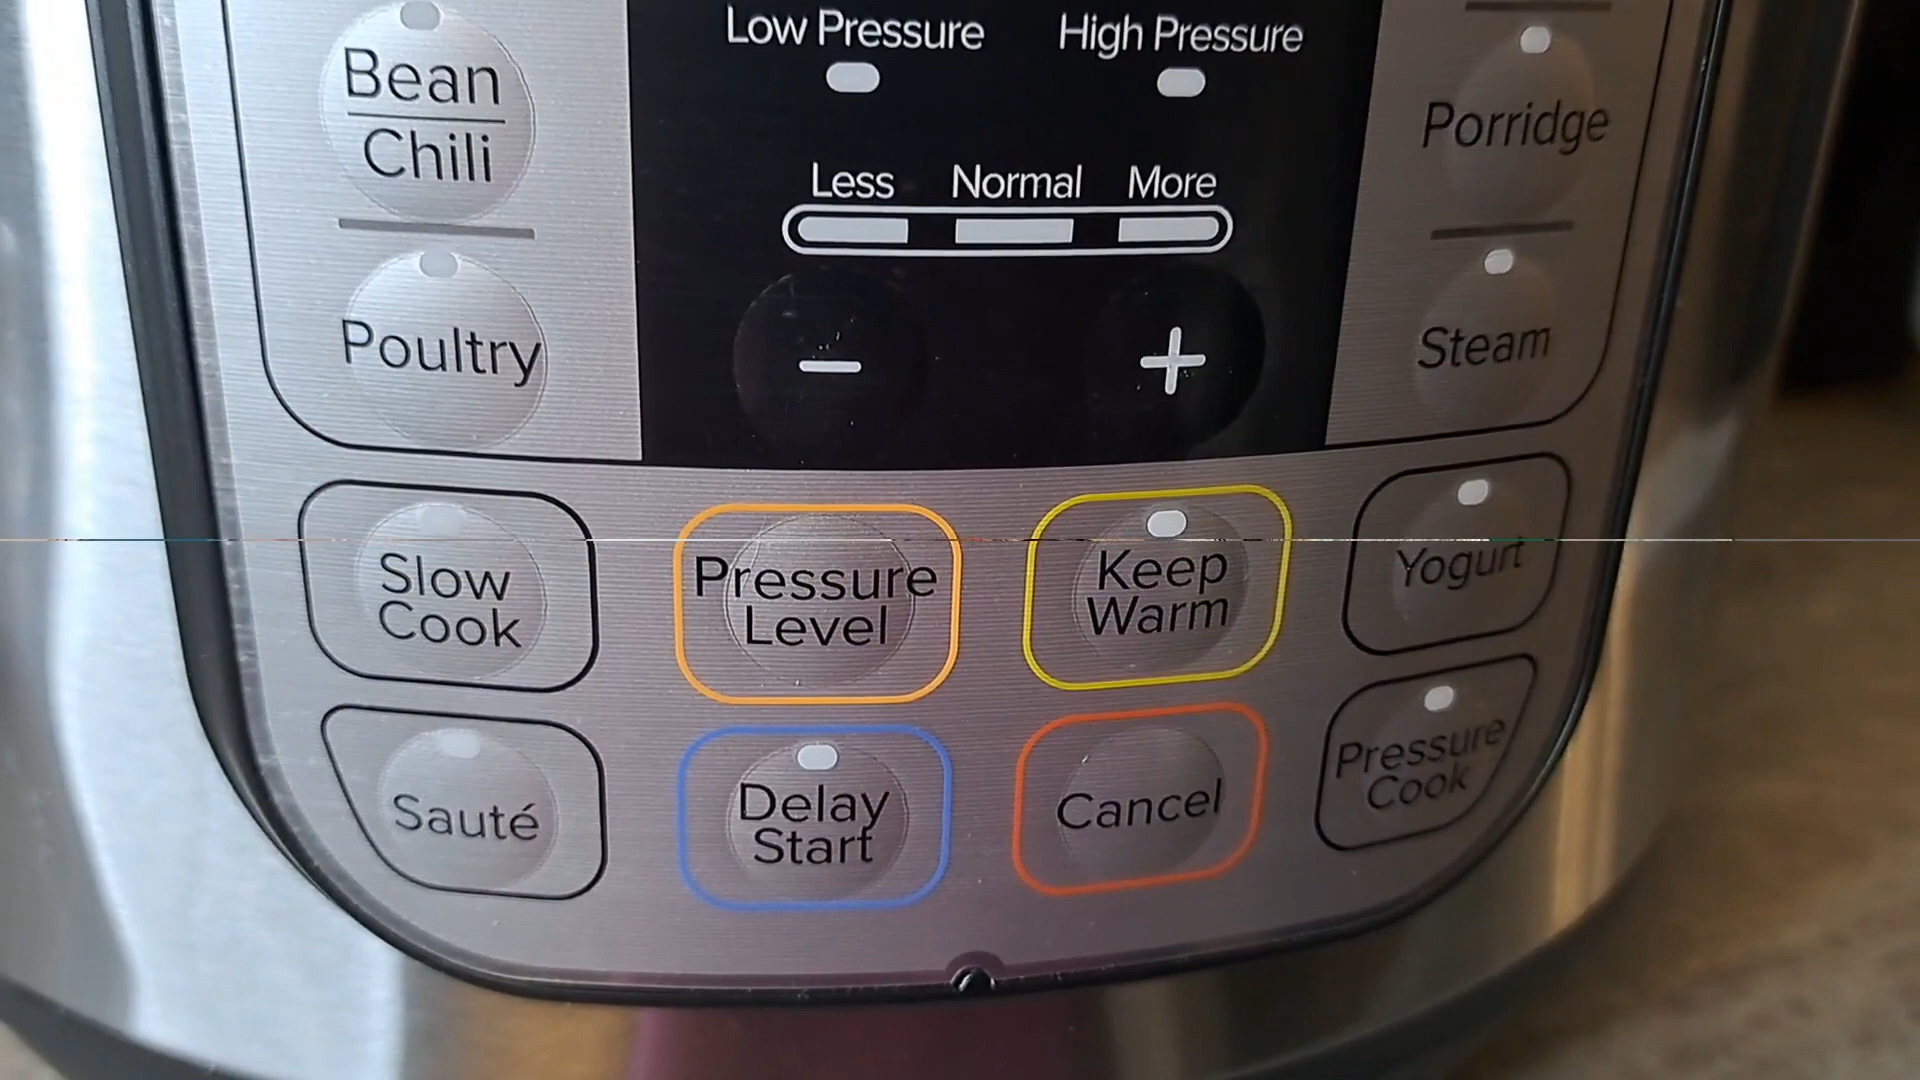 Low Pressure
High Pressure
Bean
Chili
Porridge
Less Normal More
Poultry
− +
Steam
Slow
Cook
Pressure
Level
Keep
Warm
Yogurt
Sauté
Delay
Start
Cancel
Pressure
Cook